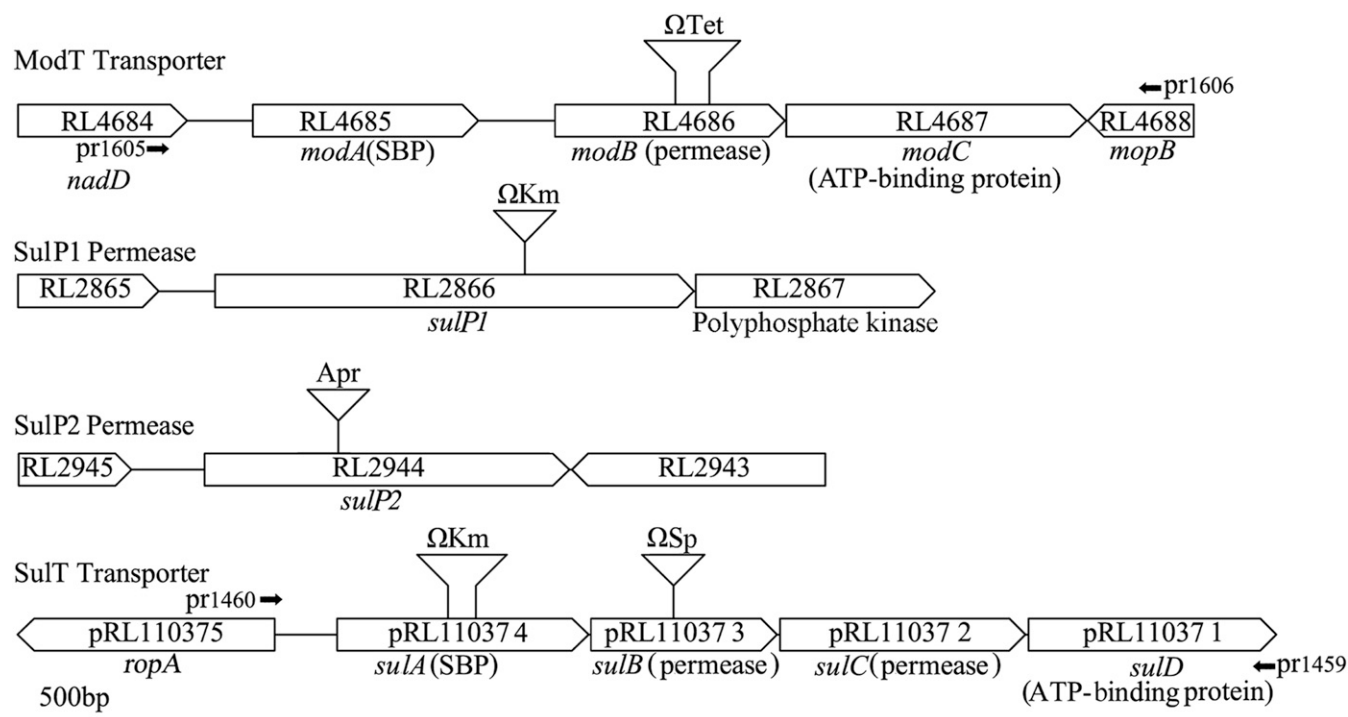 ΩTet
ModT Transporter
pr1606
RL4684 RL4685 RL4686 RL4687 RL4688
pr1605 modA(SBP) modB (permease) modC mopB
nadD (ATP-binding protein)
ΩKm
SulP1 Permease
RL2865 RL2866 RL2867
sulP1 Polyphosphate kinase
Apr
SulP2 Permease
RL2945 RL2944 RL2943
sulP2
ΩKm ΩSp
SulT Transporter
pr1460
pRL110375 pRL11037 4 pRL11037 3 pRL11037 2 pRL11037 1
ropA sulA (SBP) sulB (permease) sulC (permease) sulD pr1459
500bp (ATP-binding protein)